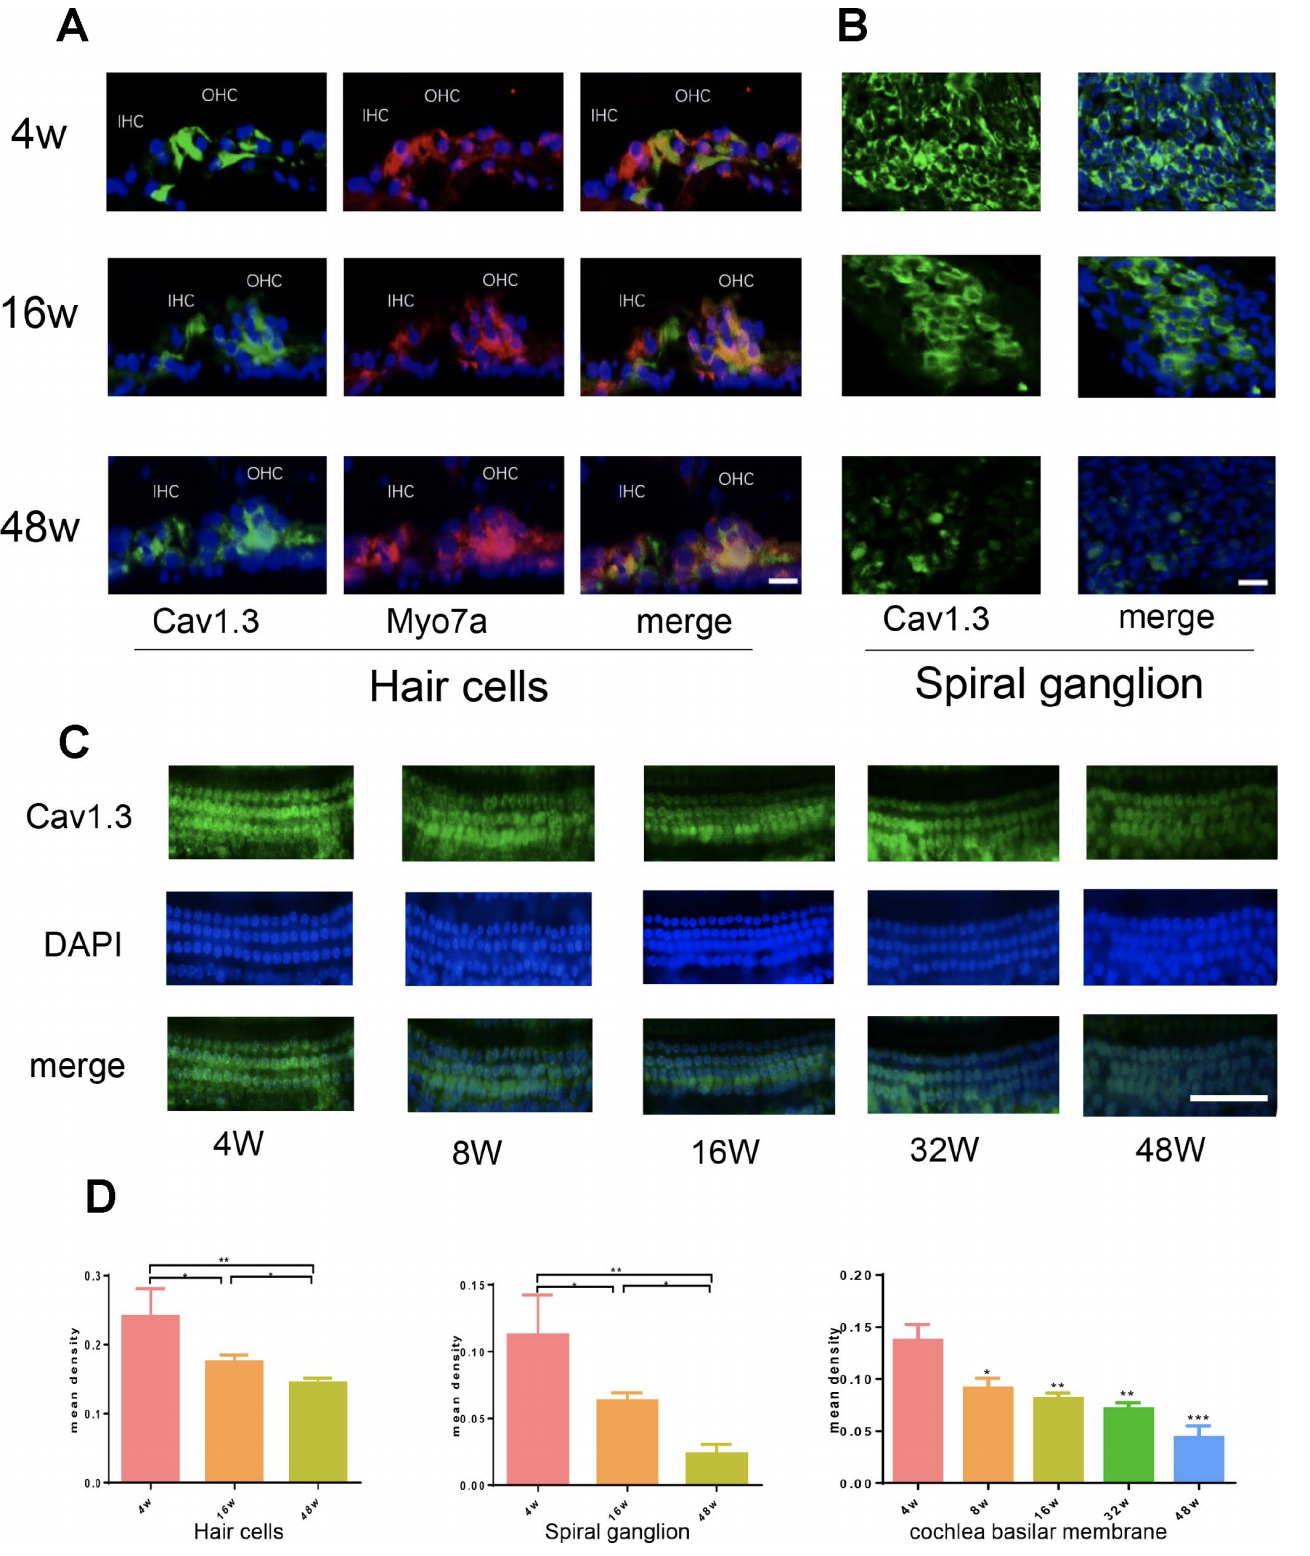 A
B
OHC
IHC
OHC
IHC
OHC
IHC
4w
OHC
IHC
OHC
IHC
OHC
IHC
16w
OHC
IHC
OHC
IHC
OHC
IHC
48w
Cav1.3 Myo7a merge
Cav1.3 merge
Hair cells
Spiral ganglion
C
Cav1.3
DAPI
merge
4W 8W 16W 32W 48W
D
**
* *
0.3
0.2
0.1
0.0
mean density
4w 16w 48w
Hair cells
**
* *
0.15
0.10
0.05
0.00
mean density
4w 16w 48w
Spiral ganglion
0.20
0.15
0.10
0.05
0.00
mean density
* ** ** ***
4w 8w 16w 32w 48w
cochlea basilar membrane